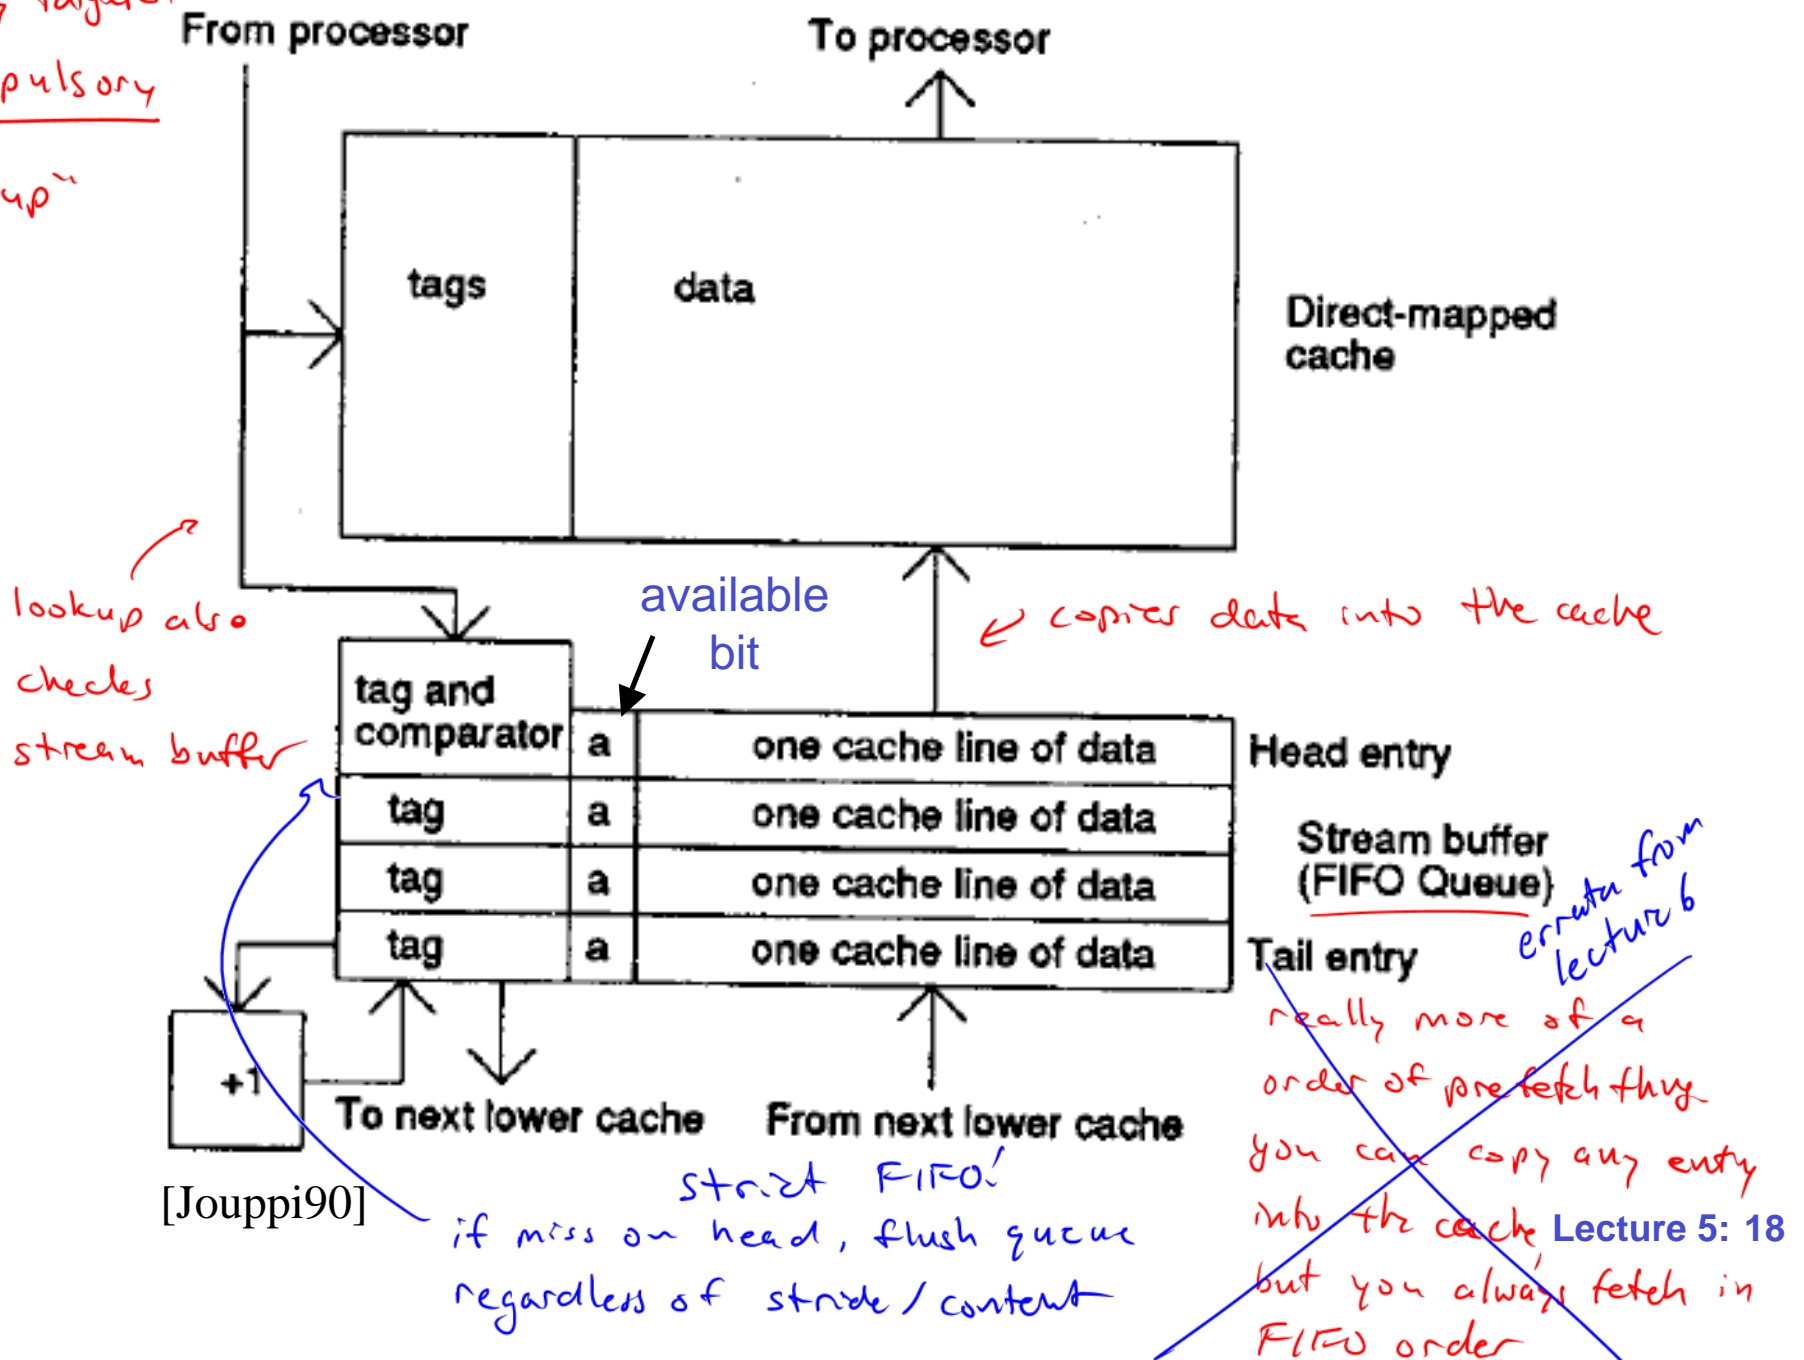 From processor
To processor
pulsory
up"
tags
data
Direct-mapped
cache
lookup also
checks
stream buffer
available
bit
copies data into the cache
tag and
comparator
a
one cache line of data
Head entry
tag
a
one cache line of data
tag
a
one cache line of data
Stream buffer
(FIFO Queue)
tag
a
one cache line of data
Tail entry
errata from
lecture 6
+1
To next lower cache
From next lower cache
[Jouppi90]
strict FIFO!
if miss on head, flush queue
regardless of stride/content
really more of a
order of prefetch thing
you can copy any entry
into the cache,
but you always fetch in
FIFO order
Lecture 5: 18